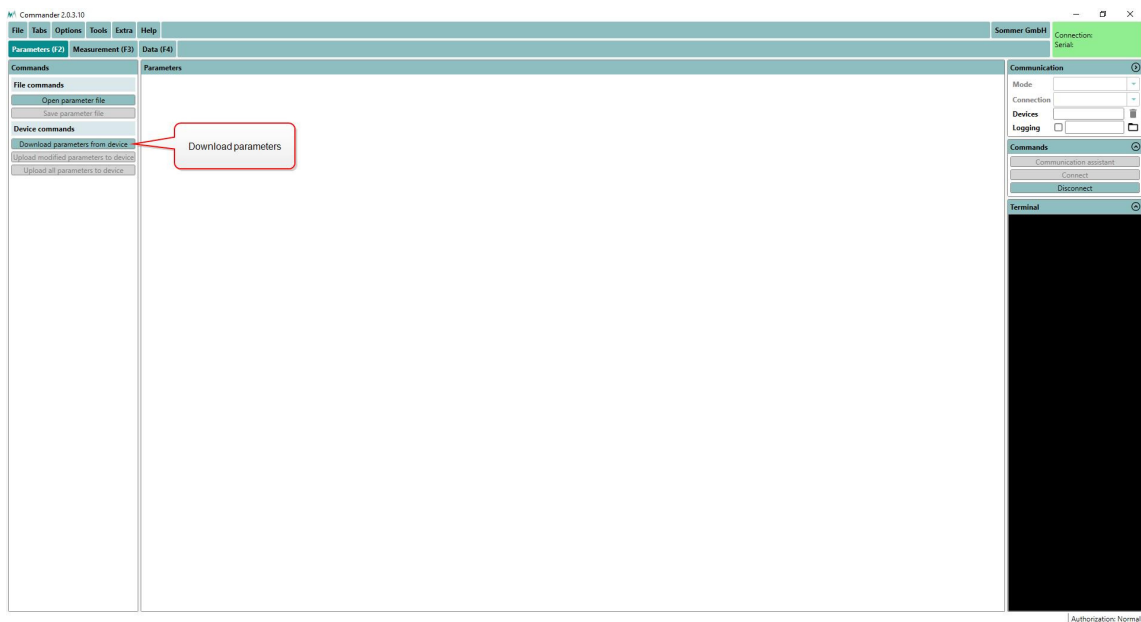 Commander 2.0.3.10
File Tabs Options Tools Extra Help Sommer GmbH
Connection:
Serial:
Parameters (F2) Measurement (F3) Data (F4)
Commands
File commands
Open parameter file
Save parameter file
Device commands
Download parameters from device
Upload modified parameters to device
Upload all parameters to device
Parameters
Download parameters
Communication
Mode
Connection
Devices
Logging
Commands
Communication assistant
Connect
Disconnect
Terminal
Authorization: Normal